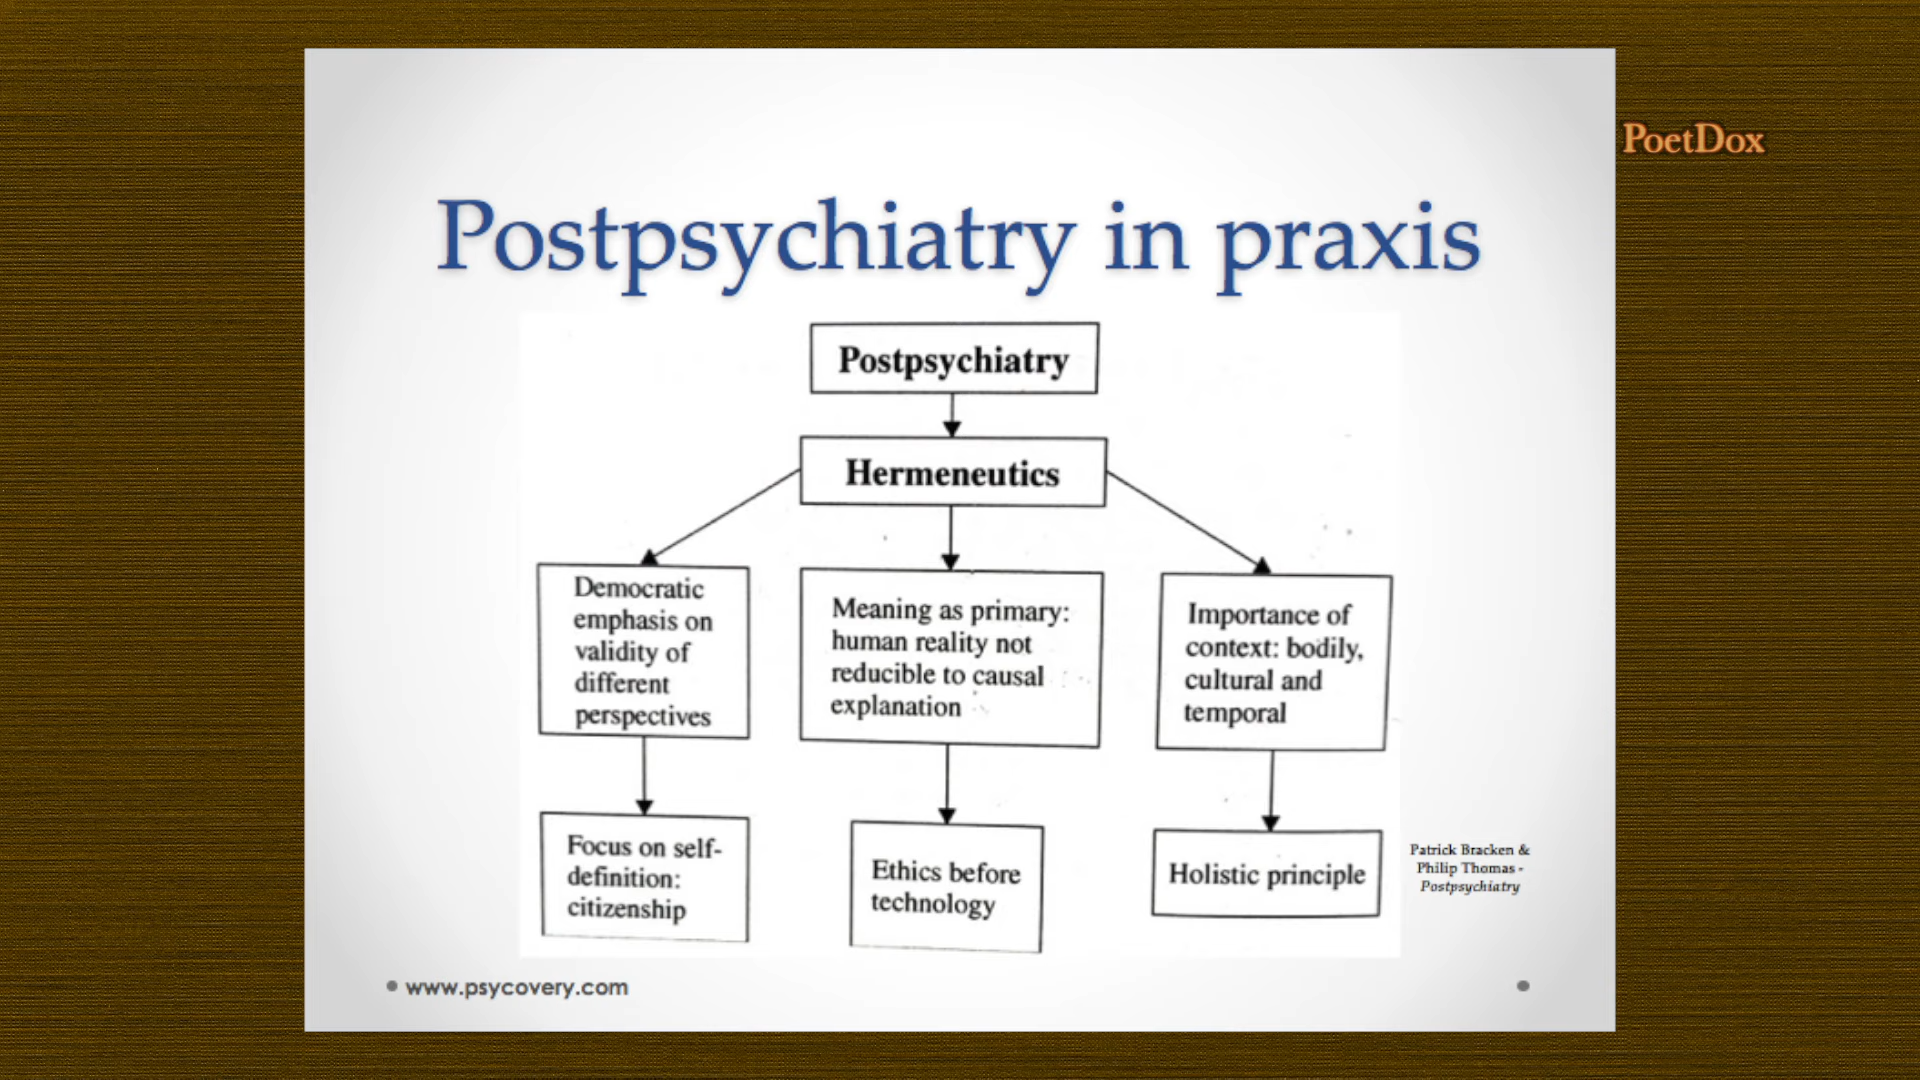 PoetDox
Postpsychiatry in praxis
Postpsychiatry
Hermeneutics
Democratic
emphasis on
validity of
different
perspectives
Meaning as primary:
human reality not
reducible to causal
explanation
Importance of
context: bodily,
cultural and
temporal
Focus on self-
definition:
citizenship
Ethics before
technology
Holistic principle
Patrick Bracken &
Philip Thomas -
Postpsychiatry
www.psycovery.com